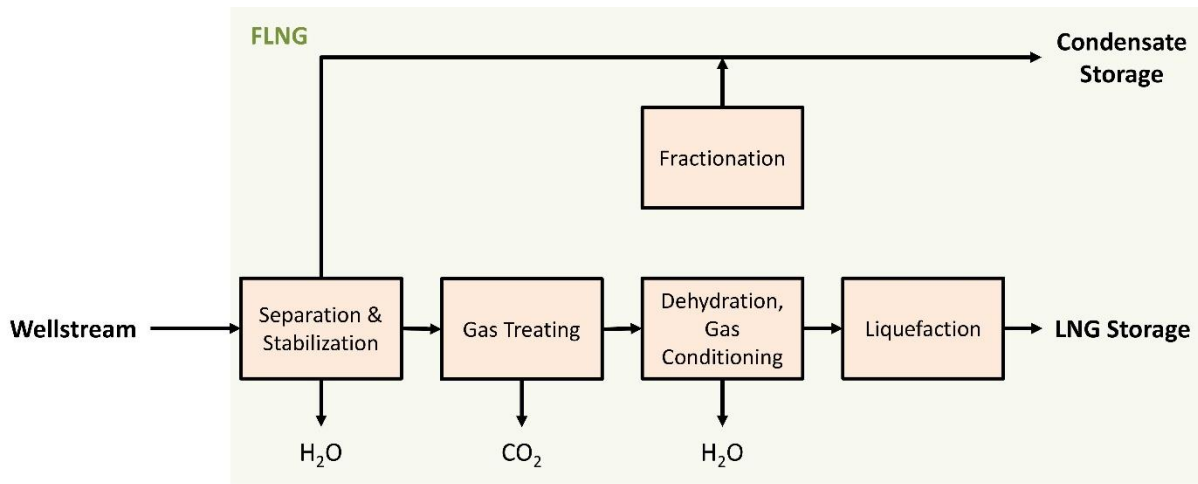 FLNG
Condensate
Storage
Fractionation
Wellstream
Separation &
Stabilization
Gas Treating
Dehydration,
Gas
Conditioning
Liquefaction
LNG Storage
H₂O
CO₂
H₂O